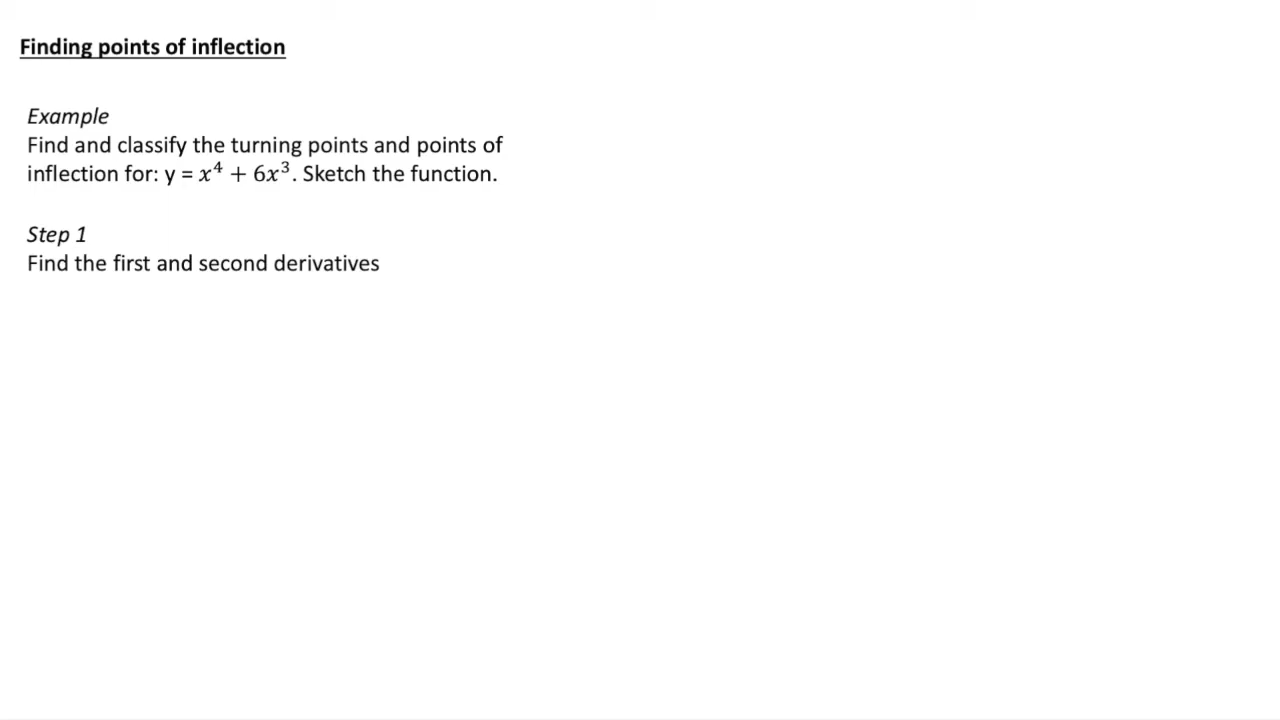 Finding points of inflection
Example
Find and classify the turning points and points of
inflection for: y = 𝑥⁴ + 6𝑥³. Sketch the function.
Step 1
Find the first and second derivatives